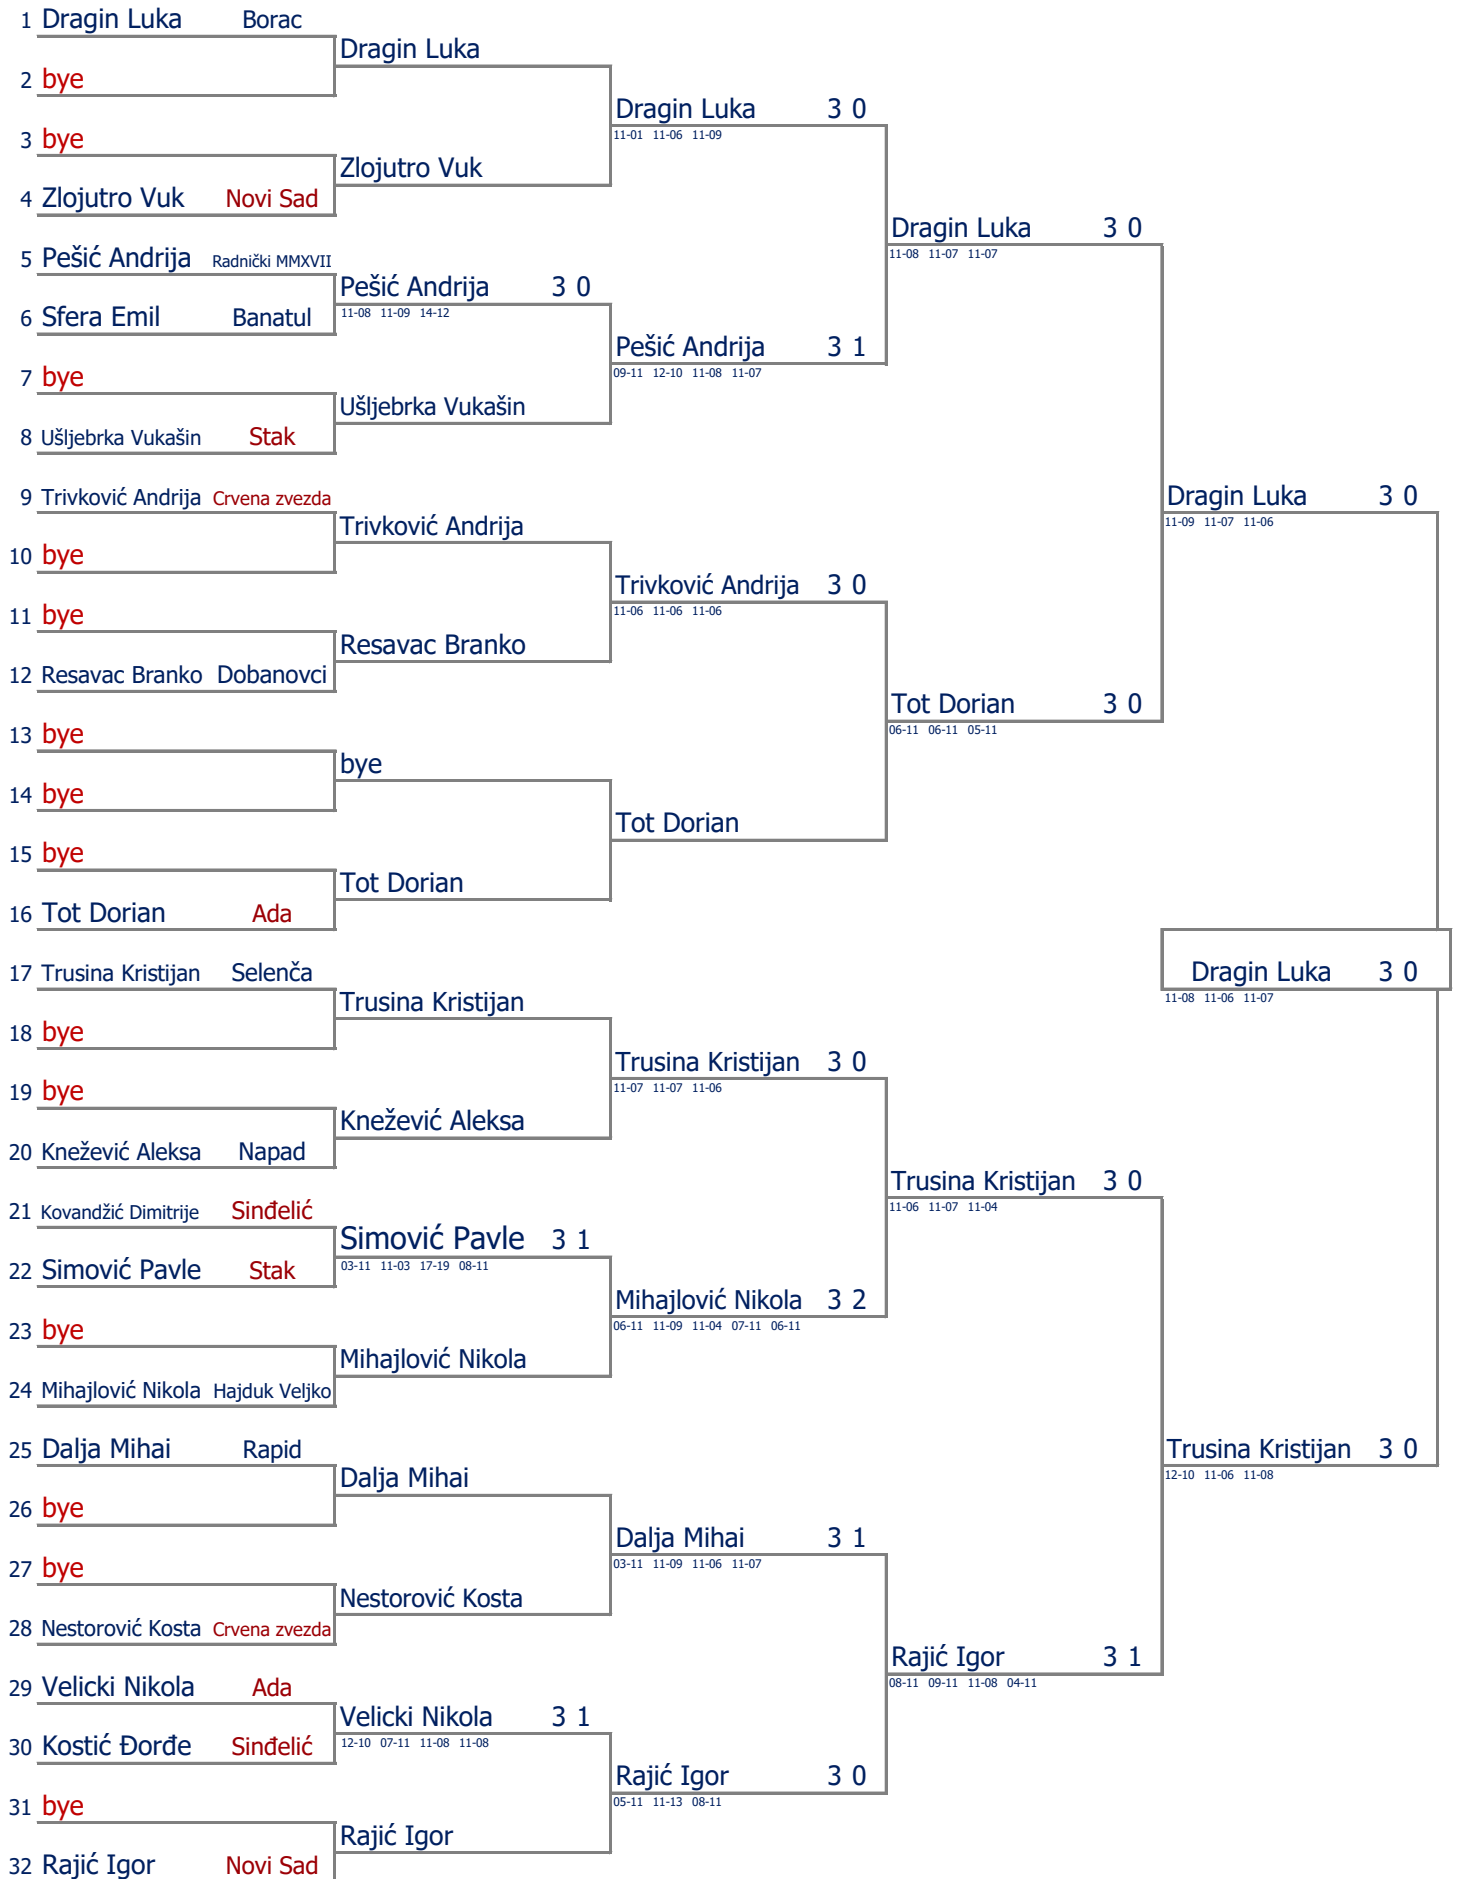 1 Dragin Luka Borac
Dragin Luka
2 bye
Dragin Luka 3 0
11-01 11-06 11-09
3 bye
Zlojutro Vuk
4 Zlojutro Vuk Novi Sad
Dragin Luka 3 0
11-08 11-07 11-07
5 Pešić Andrija Radnički MMXVII
Pešić Andrija 3 0
11-08 11-09 14-12
6 Sfera Emil Banatul
Pešić Andrija 3 1
09-11 12-10 11-08 11-07
7 bye
Ušljebrka Vukašin
8 Ušljebrka Vukašin Stak
9 Trivković Andrija Crvena zvezda
Dragin Luka 3 0
11-09 11-07 11-06
Trivković Andrija
10 bye
Trivković Andrija 3 0
11-06 11-06 11-06
11 bye
Resavac Branko
12 Resavac Branko Dobanovci
Tot Dorian 3 0
06-11 06-11 05-11
13 bye
bye
14 bye
Tot Dorian
15 bye
Tot Dorian
16 Tot Dorian Ada
17 Trusina Kristijan Selenča
Dragin Luka 3 0
11-08 11-06 11-07
Trusina Kristijan
18 bye
Trusina Kristijan 3 0
11-07 11-07 11-06
19 bye
Knežević Aleksa
20 Knežević Aleksa Napad
Trusina Kristijan 3 0
11-06 11-07 11-04
21 Kovandžić Dimitrije Sinđelić
Simović Pavle 3 1
03-11 11-03 17-19 08-11
22 Simović Pavle Stak
Mihajlović Nikola 3 2
06-11 11-09 11-04 07-11 06-11
23 bye
Mihajlović Nikola
24 Mihajlović Nikola Hajduk Veljko
25 Dalja Mihai Rapid
Trusina Kristijan 3 0
12-10 11-06 11-08
Dalja Mihai
26 bye
Dalja Mihai 3 1
03-11 11-09 11-06 11-07
27 bye
Nestorović Kosta
28 Nestorović Kosta Crvena zvezda
Rajić Igor 3 1
08-11 09-11 11-08 04-11
29 Velicki Nikola Ada
Velicki Nikola 3 1
12-10 07-11 11-08 11-08
30 Kostić Đorđe Sinđelić
Rajić Igor 3 0
05-11 11-13 08-11
31 bye
Rajić Igor
32 Rajić Igor Novi Sad